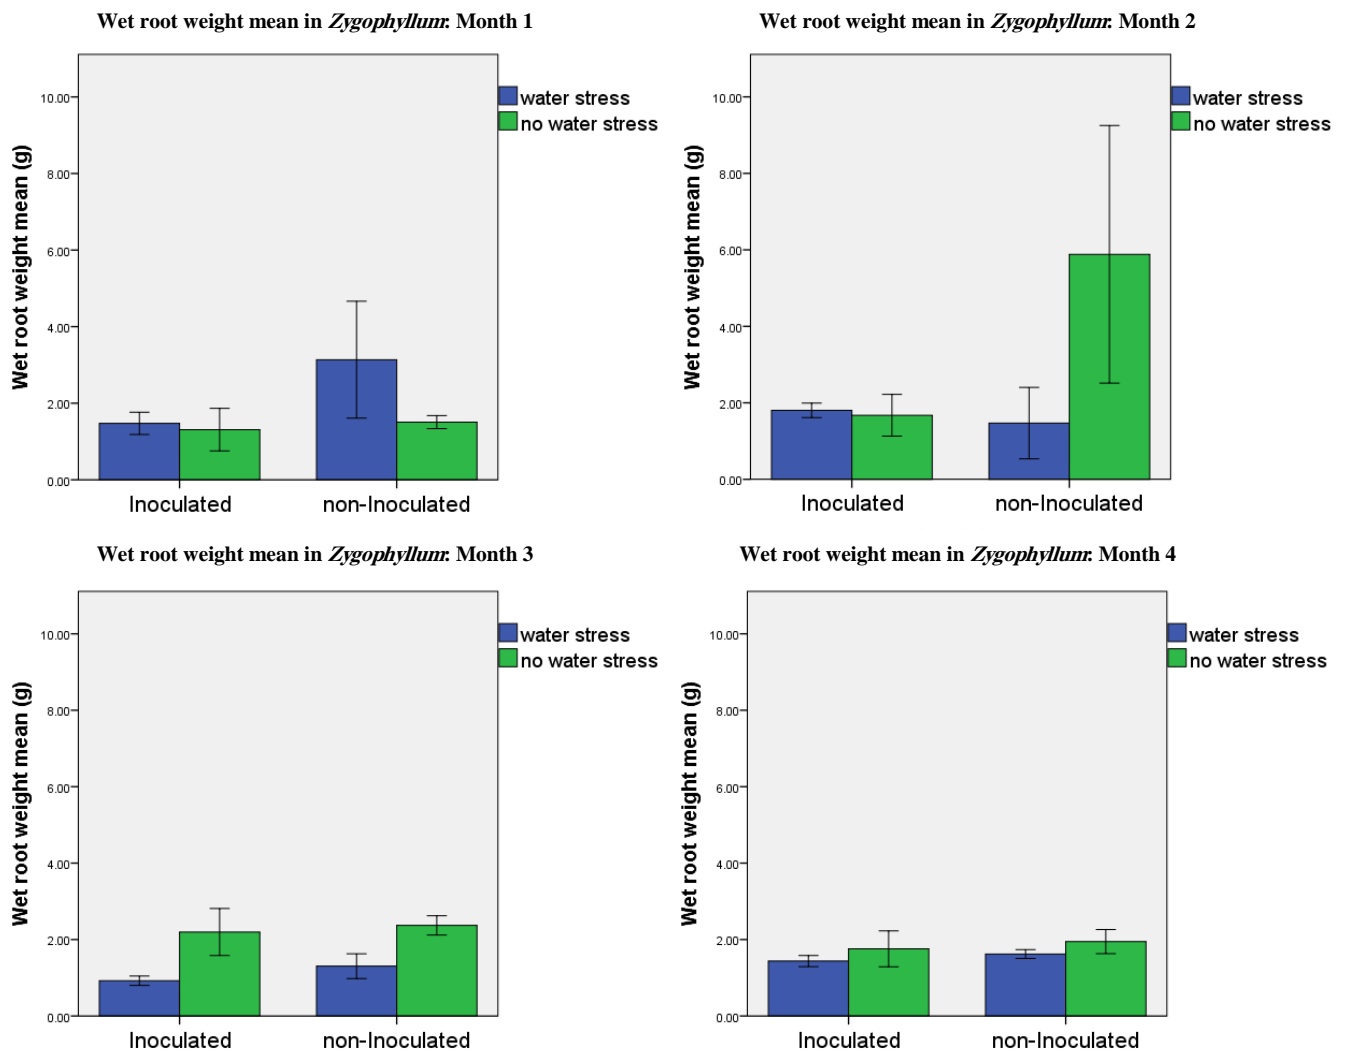 Wet root weight mean in Zygophyllum: Month 1
Wet root weight mean (g)
10.00
8.00
6.00
4.00
2.00
0.00
Inoculated
non-Inoculated
water stress
no water stress
Wet root weight mean in Zygophyllum: Month 2
Wet root weight mean (g)
10.00
8.00
6.00
4.00
2.00
0.00
Inoculated
non-Inoculated
water stress
no water stress
Wet root weight mean in Zygophyllum: Month 3
Wet root weight mean (g)
10.00
8.00
6.00
4.00
2.00
0.00
Inoculated
non-Inoculated
water stress
no water stress
Wet root weight mean in Zygophyllum: Month 4
Wet root weight mean (g)
10.00
8.00
6.00
4.00
2.00
0.00
Inoculated
non-Inoculated
water stress
no water stress